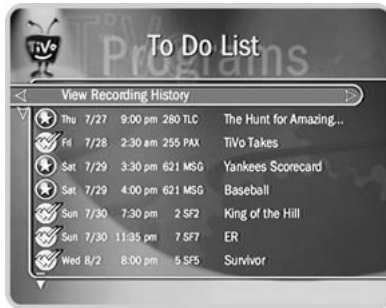 TiVo
To Do List
TiVo Programs
View Recording History
Thu 7/27 9:00 pm 280 TLC The Hunt for Amazing...
Fri 7/28 2:30 am 255 PAX TiVo Takes
Sat 7/29 3:30 pm 621 MSG Yankees Scorecard
Sat 7/29 4:00 pm 621 MSG Baseball
Sun 7/30 7:30 pm 2 SF2 King of the Hill
Sun 7/30 11:35 pm 7 SF7 ER
Wed 8/2 8:00 pm 5 SF5 Survivor